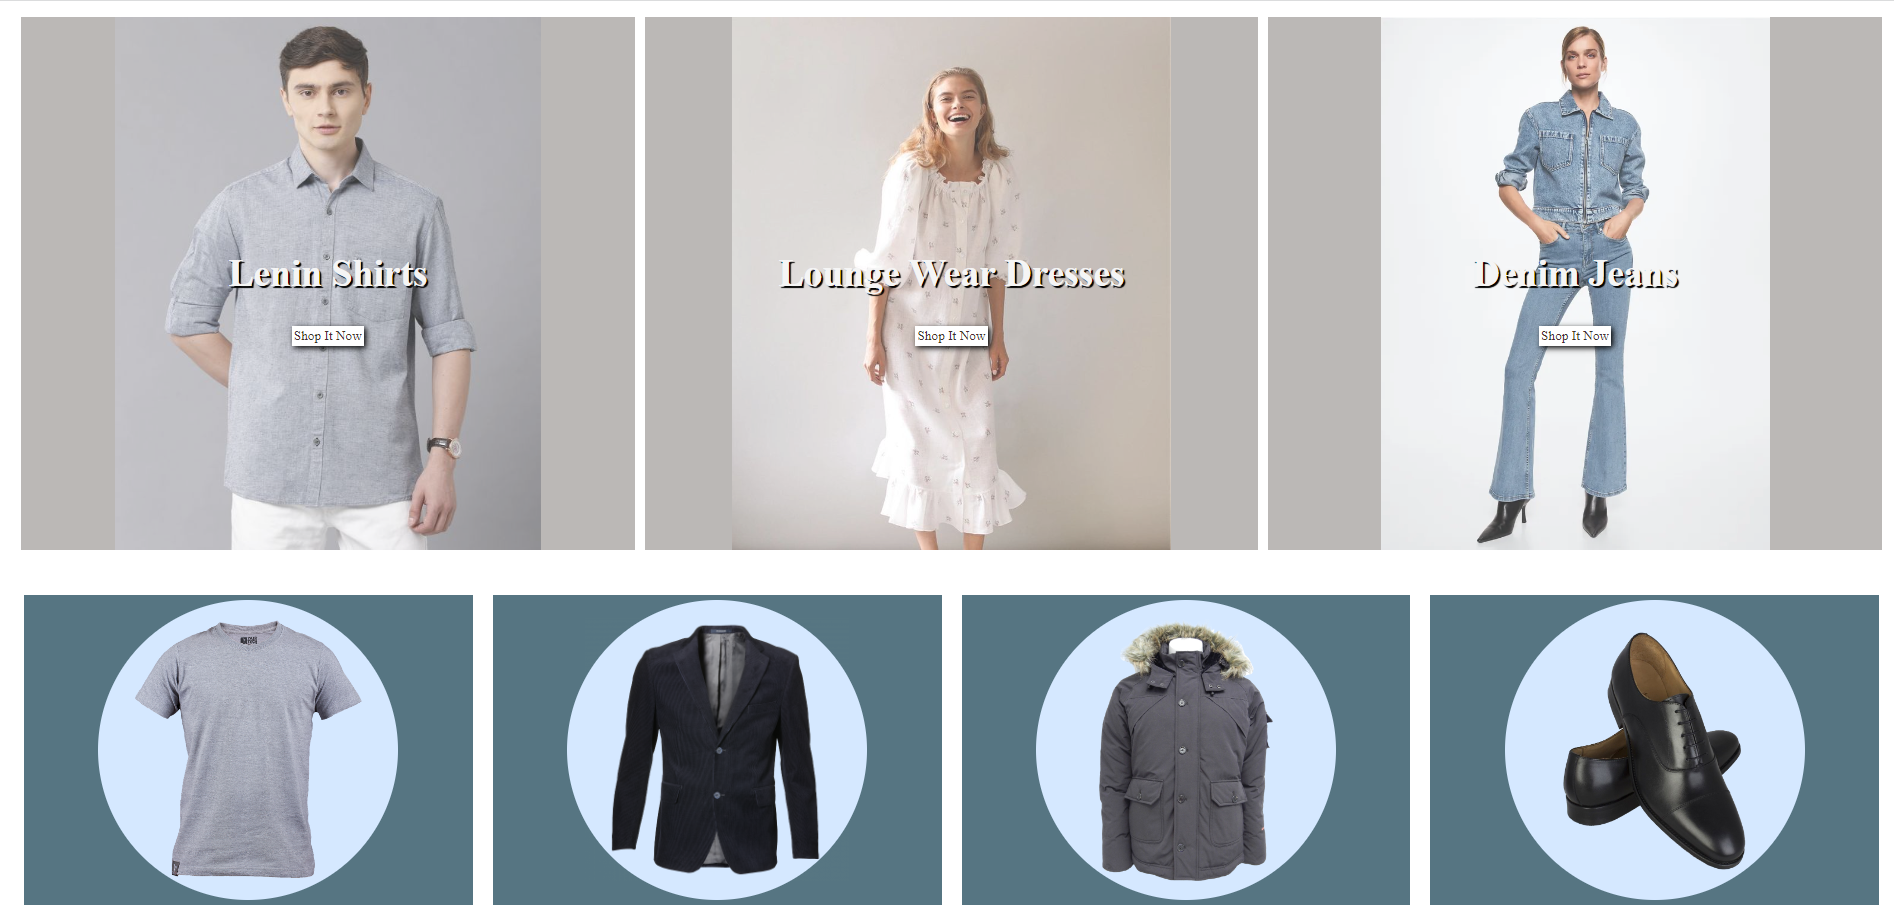 Lenin Shirts
Shop It Now
Lounge Wear Dresses
Shop It Now
Denim Jeans
Shop It Now